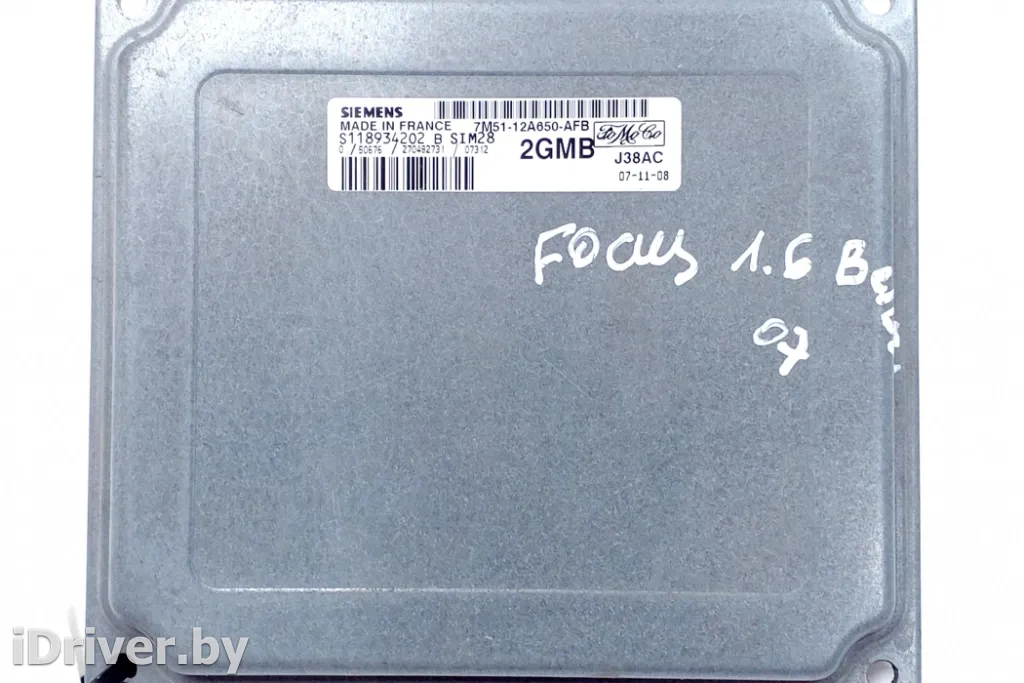 SIEMENS
MADE IN FRANCE 7M51-12A650-AFB FoMoCo
S118934202 B SIM28 2GMB
0 /50676 /270482731 /07312 J38AC
07-11-08
Focus 1.6 Бенз.
07
iDriver.by